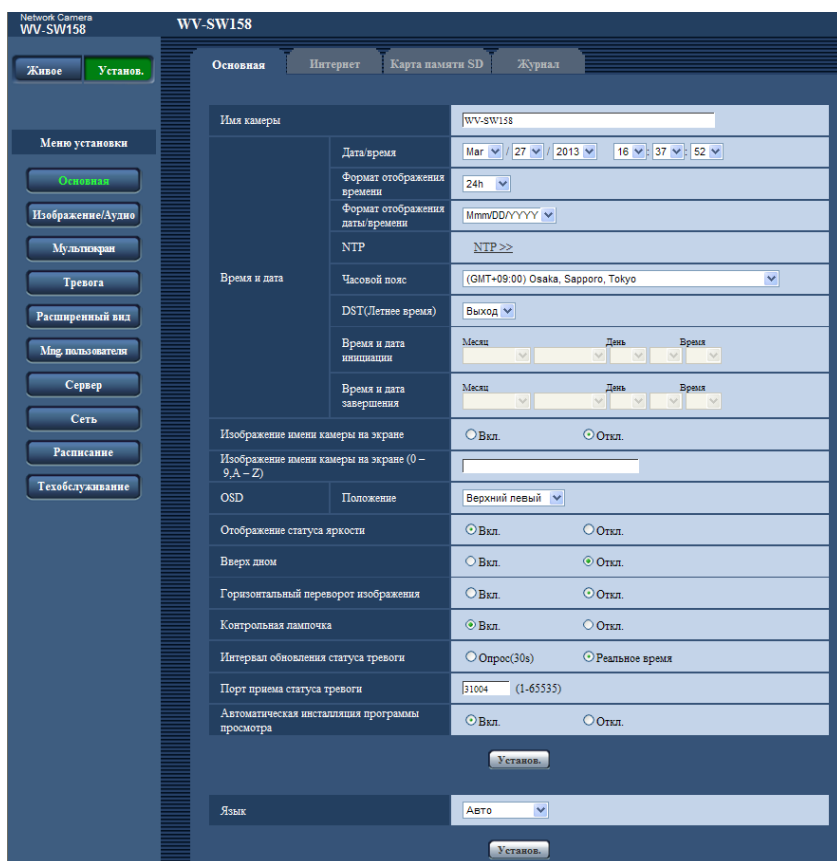 Network Camera
WV-SW158
WV-SW158
Живое Установ.
Основная Интернет Карта памяти SD Журнал
Меню установки
Основная
Изображение/Аудио
Мультиэкран
Тревога
Расширенный вид
Mng. пользователя
Сервер
Сеть
Расписание
Техобслуживание
Имя камеры WV-SW158
Время и дата
Дата/время Mar / 27 / 2013 16 : 37 : 52
Формат отображения
времени
24h
Формат отображения
даты/времени
Mmm/DD/YYYY
NTP NTP>>
Часовой пояс (GMT+09:00) Osaka, Sapporo, Tokyo
DST(Летнее время) Выход
Время и дата
инициации
Месяц День Время
Время и дата
завершения
Месяц День Время
Изображение имени камеры на экране Вкл. Откл.
Изображение имени камеры на экране (0 –
9,A – Z)
OSD Положение Верхний левый
Отображение статуса яркости Вкл. Откл.
Вверх дном Вкл. Откл.
Горизонтальный переворот изображения Вкл. Откл.
Контрольная лампочка Вкл. Откл.
Интервал обновления статуса тревоги Опрос(30s) Реальное время
Порт приема статуса тревоги 31004 (1-65535)
Автоматическая инсталляция программы
просмотра
Вкл. Откл.
Установ.
Язык Авто
Установ.